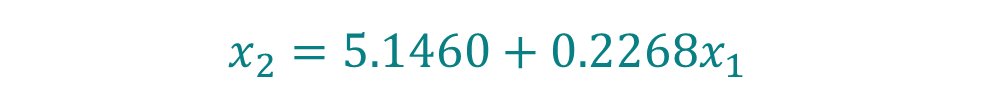 x₂ = 5.1460 + 0.2268x₁